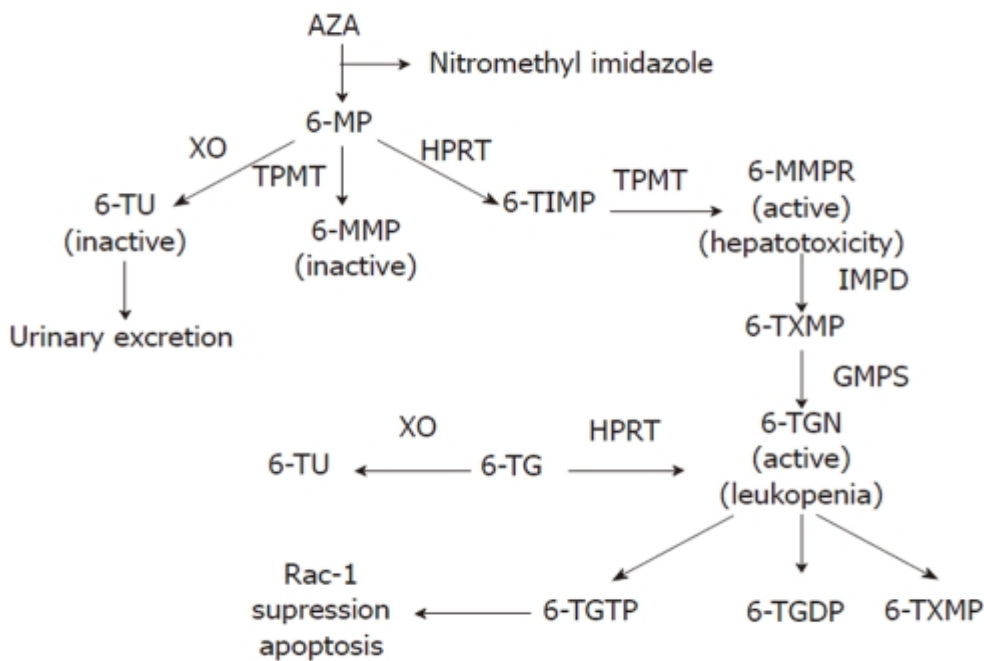 AZA
Nitromethyl imidazole
6-MP
XO
TPMT
HPRT
6-TU
(inactive)
6-MMP
(inactive)
6-TIMP
TPMT
6-MMPR
(active)
(hepatotoxicity)
Urinary excretion
IMPD
6-TXMP
GMPS
6-TU
XO
6-TG
HPRT
6-TGN
(active)
(leukopenia)
Rac-1
supression
apoptosis
6-TGTP
6-TGDP
6-TXMP